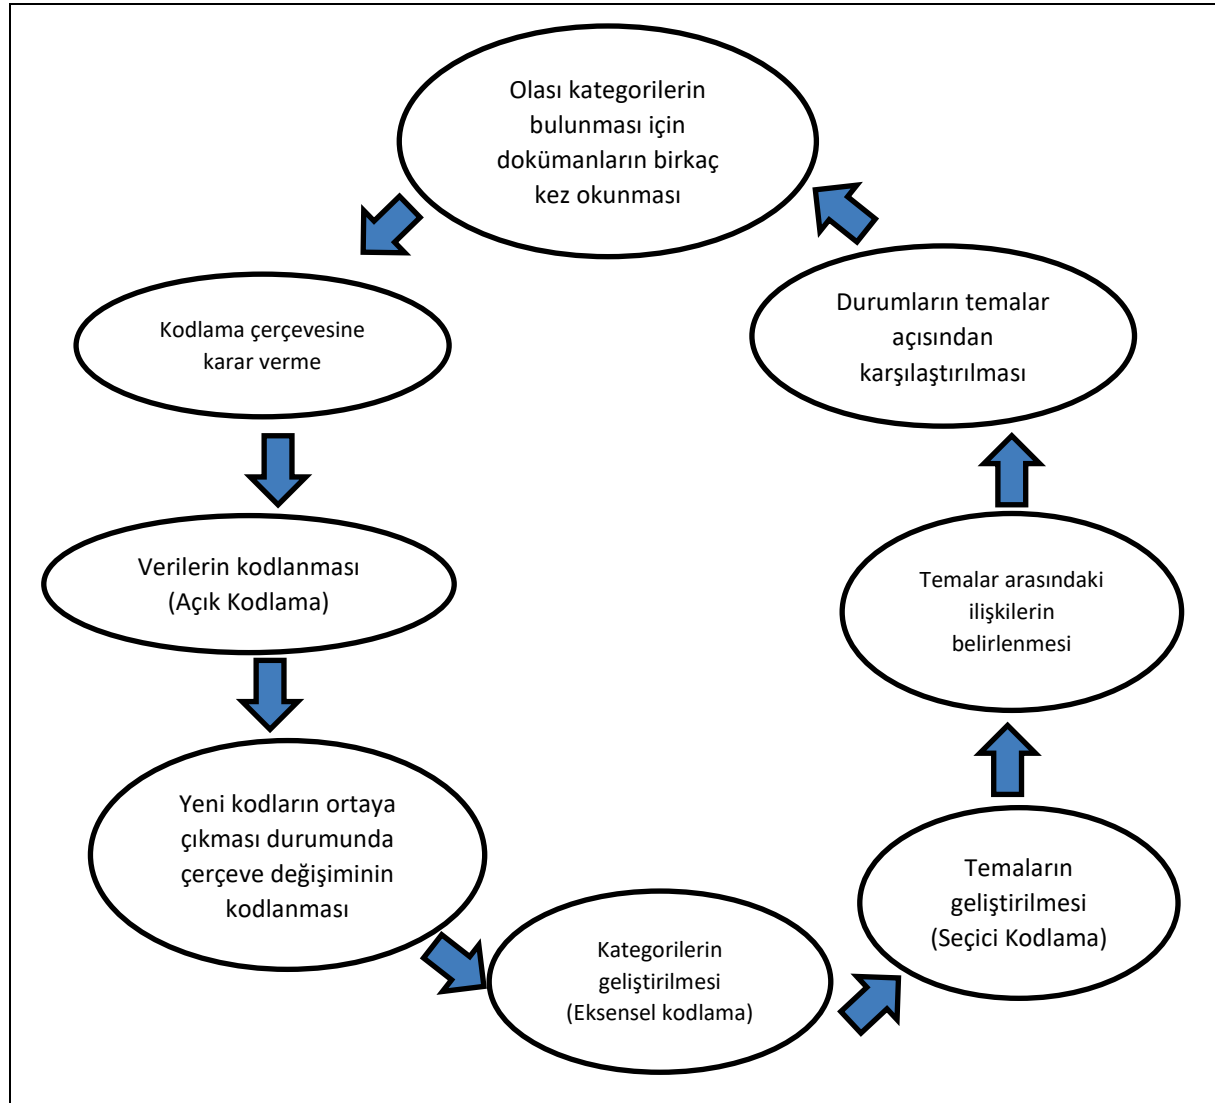 Olası kategorilerin
bulunması için
dokümanların birkaç
kez okunması
Kodlama çerçevesine
karar verme
Verilerin kodlanması
(Açık Kodlama)
Yeni kodların ortaya
çıkması durumunda
çerçeve değişiminin
kodlanması
Kategorilerin
geliştirilmesi
(Eksensel kodlama)
Temaların
geliştirilmesi
(Seçici Kodlama)
Temalar arasındaki
ilişkilerin
belirlenmesi
Durumların temalar
açısından
karşılaştırılması